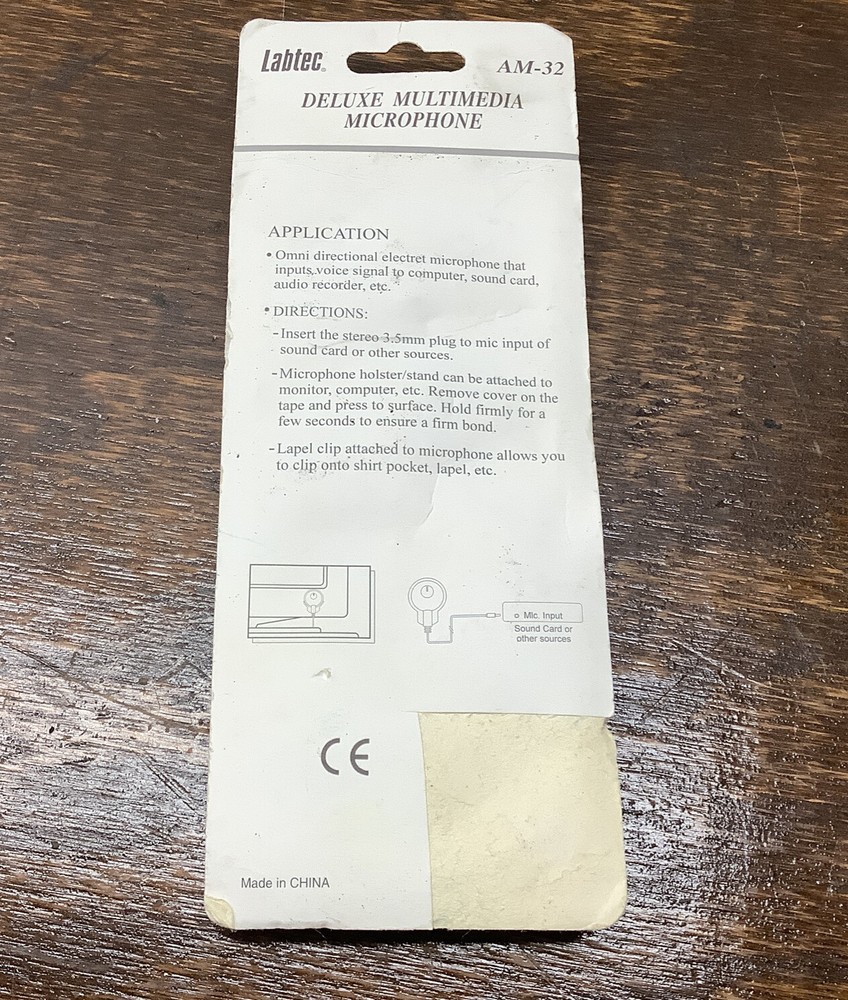 Labtec®
AM-32
DELUXE MULTIMEDIA
MICROPHONE
APPLICATION
• Omni directional electret microphone that
inputs voice signal to computer, sound card,
audio recorder, etc.
• DIRECTIONS:
-Insert the stereo 3.5mm plug to mic input of
sound card or other sources.
-Microphone holster/stand can be attached to
monitor, computer, etc. Remove cover on the
tape and press to surface. Hold firmly for a
few seconds to ensure a firm bond.
-Lapel clip attached to microphone allows you
to clip onto shirt pocket, lapel, etc.
Mic. Input
Sound Card or
other sources
CE
Made in CHINA